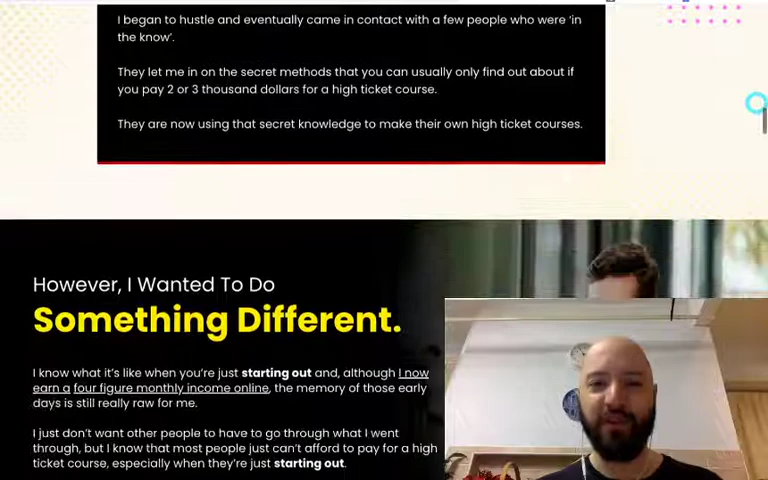 I began to hustle and eventually came in contact with a few people who were ‘in
the know’.
They let me in on the secret methods that you can usually only find out about if
you pay 2 or 3 thousand dollars for a high ticket course.
They are now using that secret knowledge to make their own high ticket courses.
However, I Wanted To Do
Something Different.
I know what it’s like when you’re just starting out and, although I now
earn a four figure monthly income online, the memory of those early
days is still really raw for me.
I just don’t want other people to have to go through what I went
through, but I know that most people just can’t afford to pay for a high
ticket course, especially when they’re just starting out.